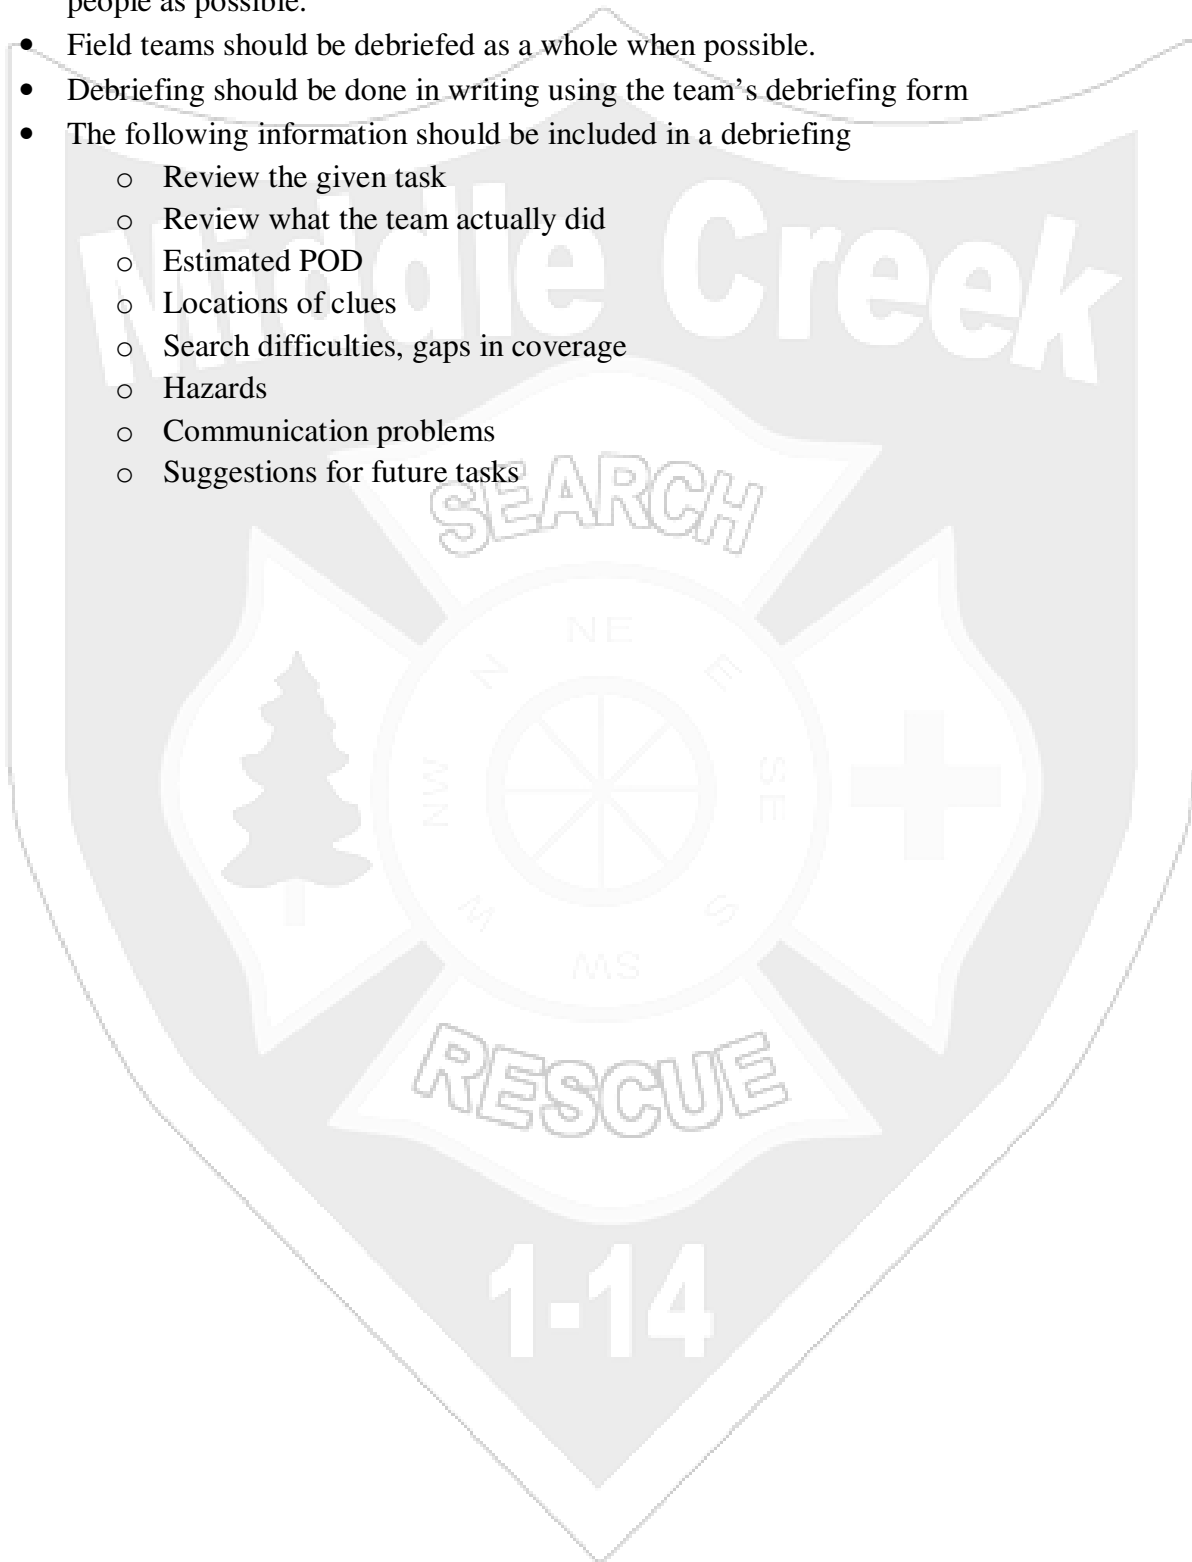 people as possible.
• Field teams should be debriefed as a whole when possible.
• Debriefing should be done in writing using the team’s debriefing form
• The following information should be included in a debriefing
o Review the given task
o Review what the team actually did
o Estimated POD
o Locations of clues
o Search difficulties, gaps in coverage
o Hazards
o Communication problems
o Suggestions for future tasks
Middle Creek
SEARCH
NE
N
E
NW
SE
W
S
SW
RESCUE
1-14